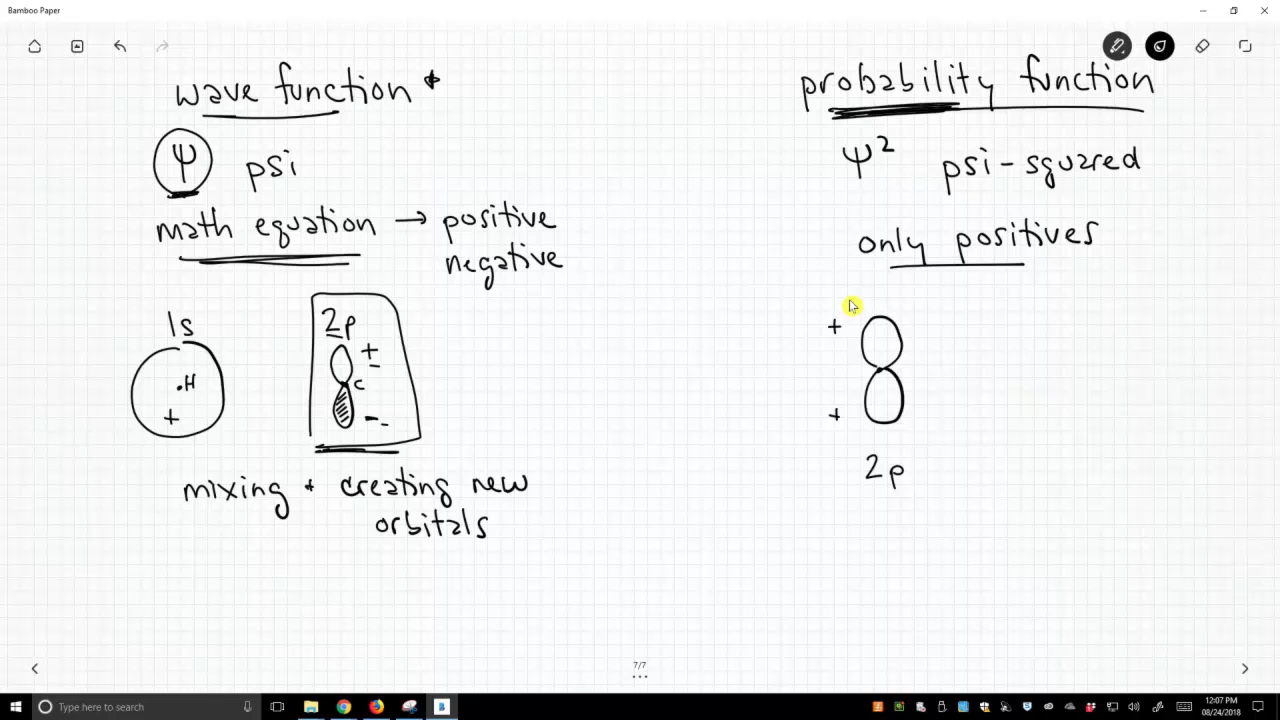 Bamboo Paper
wave function
ψ psi
math equation → positive
negative
1s
2p
+
-
.H
C
+
- -
mixing + creating new
orbitals
probability function
ψ² psi-squared
only positives
+
+
2p
7/7
Type here to search
12:07 PM
08/24/2018